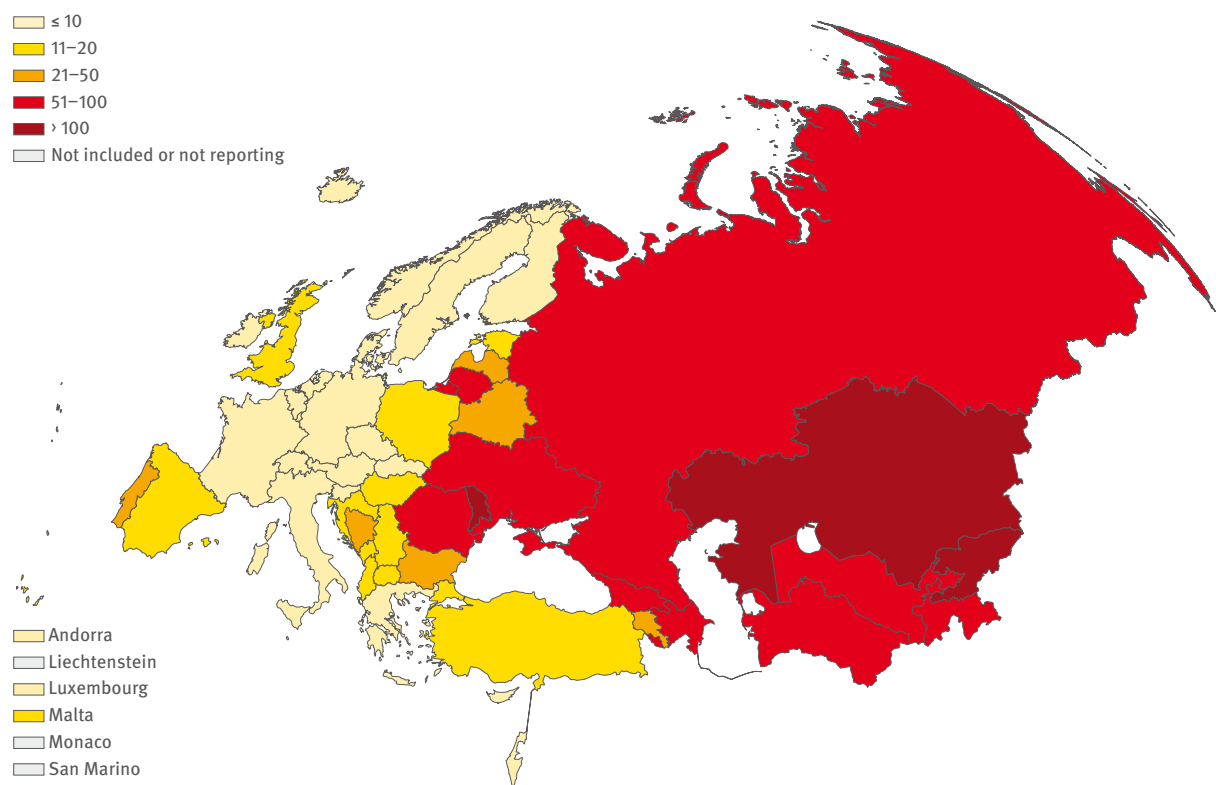 ≤ 10
11–20
21–50
51–100
› 100
Not included or not reporting
Andorra
Liechtenstein
Luxembourg
Malta
Monaco
San Marino